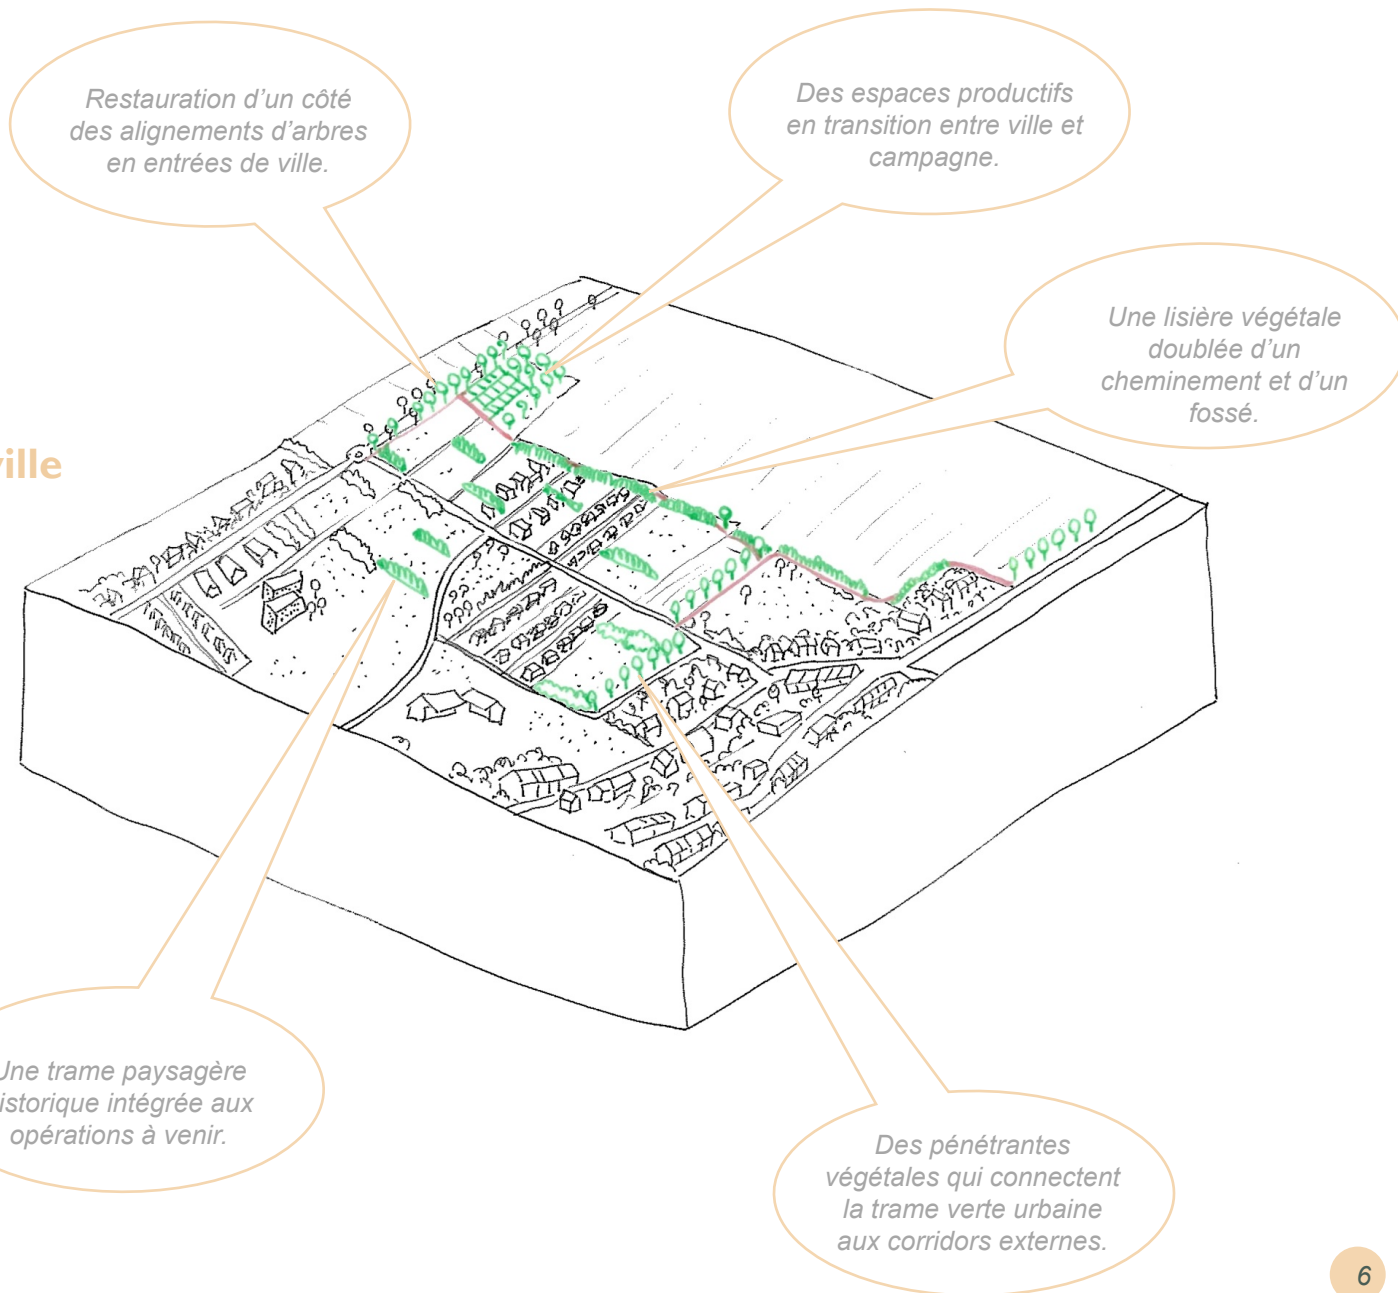 Restauration d’un côté
des alignements d’arbres
en entrées de ville.
Des espaces productifs
en transition entre ville et
campagne.
Une lisière végétale
doublée d’un
cheminement et d’un
fossé.
ville
Une trame paysagère
historique intégrée aux
opérations à venir.
Des pénétrantes
végétales qui connectent
la trame verte urbaine
aux corridors externes.
6